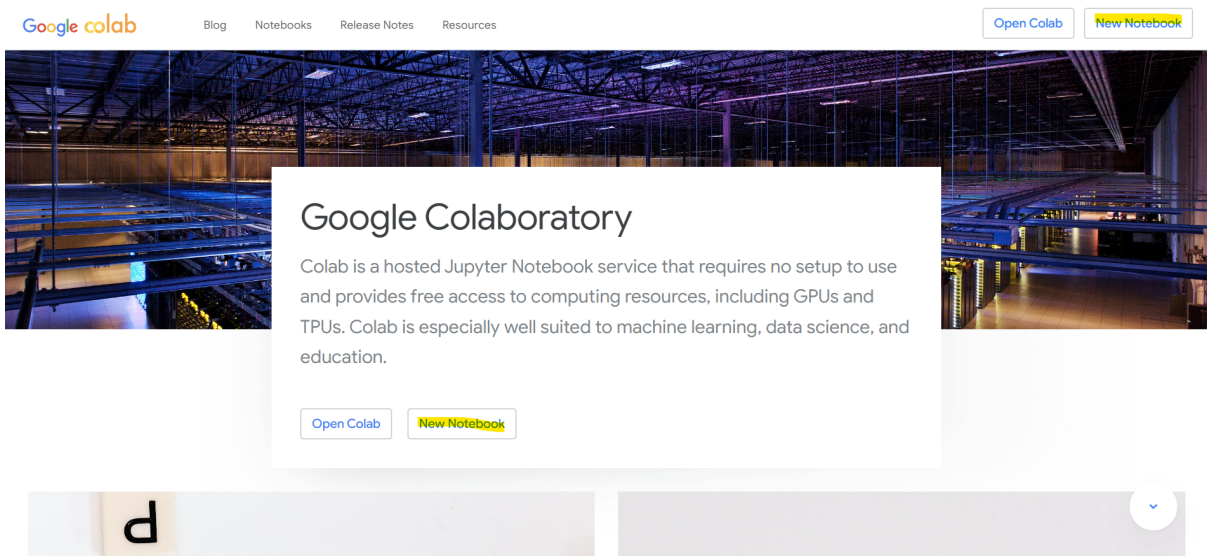 Google colab
Blog Notebooks Release Notes Resources Open Colab New Notebook
Google Colaboratory
Colab is a hosted Jupyter Notebook service that requires no setup to use
and provides free access to computing resources, including GPUs and
TPUs. Colab is especially well suited to machine learning, data science, and
education.
Open Colab New Notebook
d